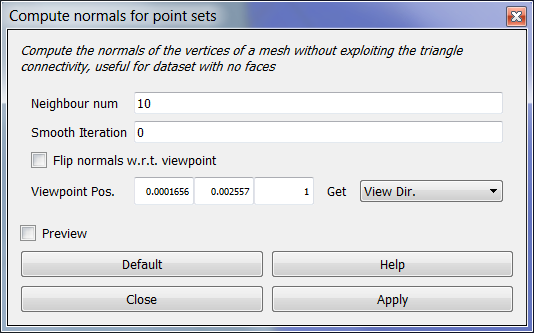 Compute normals for point sets
Compute the normals of the vertices of a mesh without exploiting the triangle
connectivity, useful for dataset with no faces
Neighbour num 10
Smooth Iteration 0
Flip normals w.r.t. viewpoint
Viewpoint Pos. 0.0001656 0.002557 1 Get View Dir.
Preview
Default Help
Close Apply